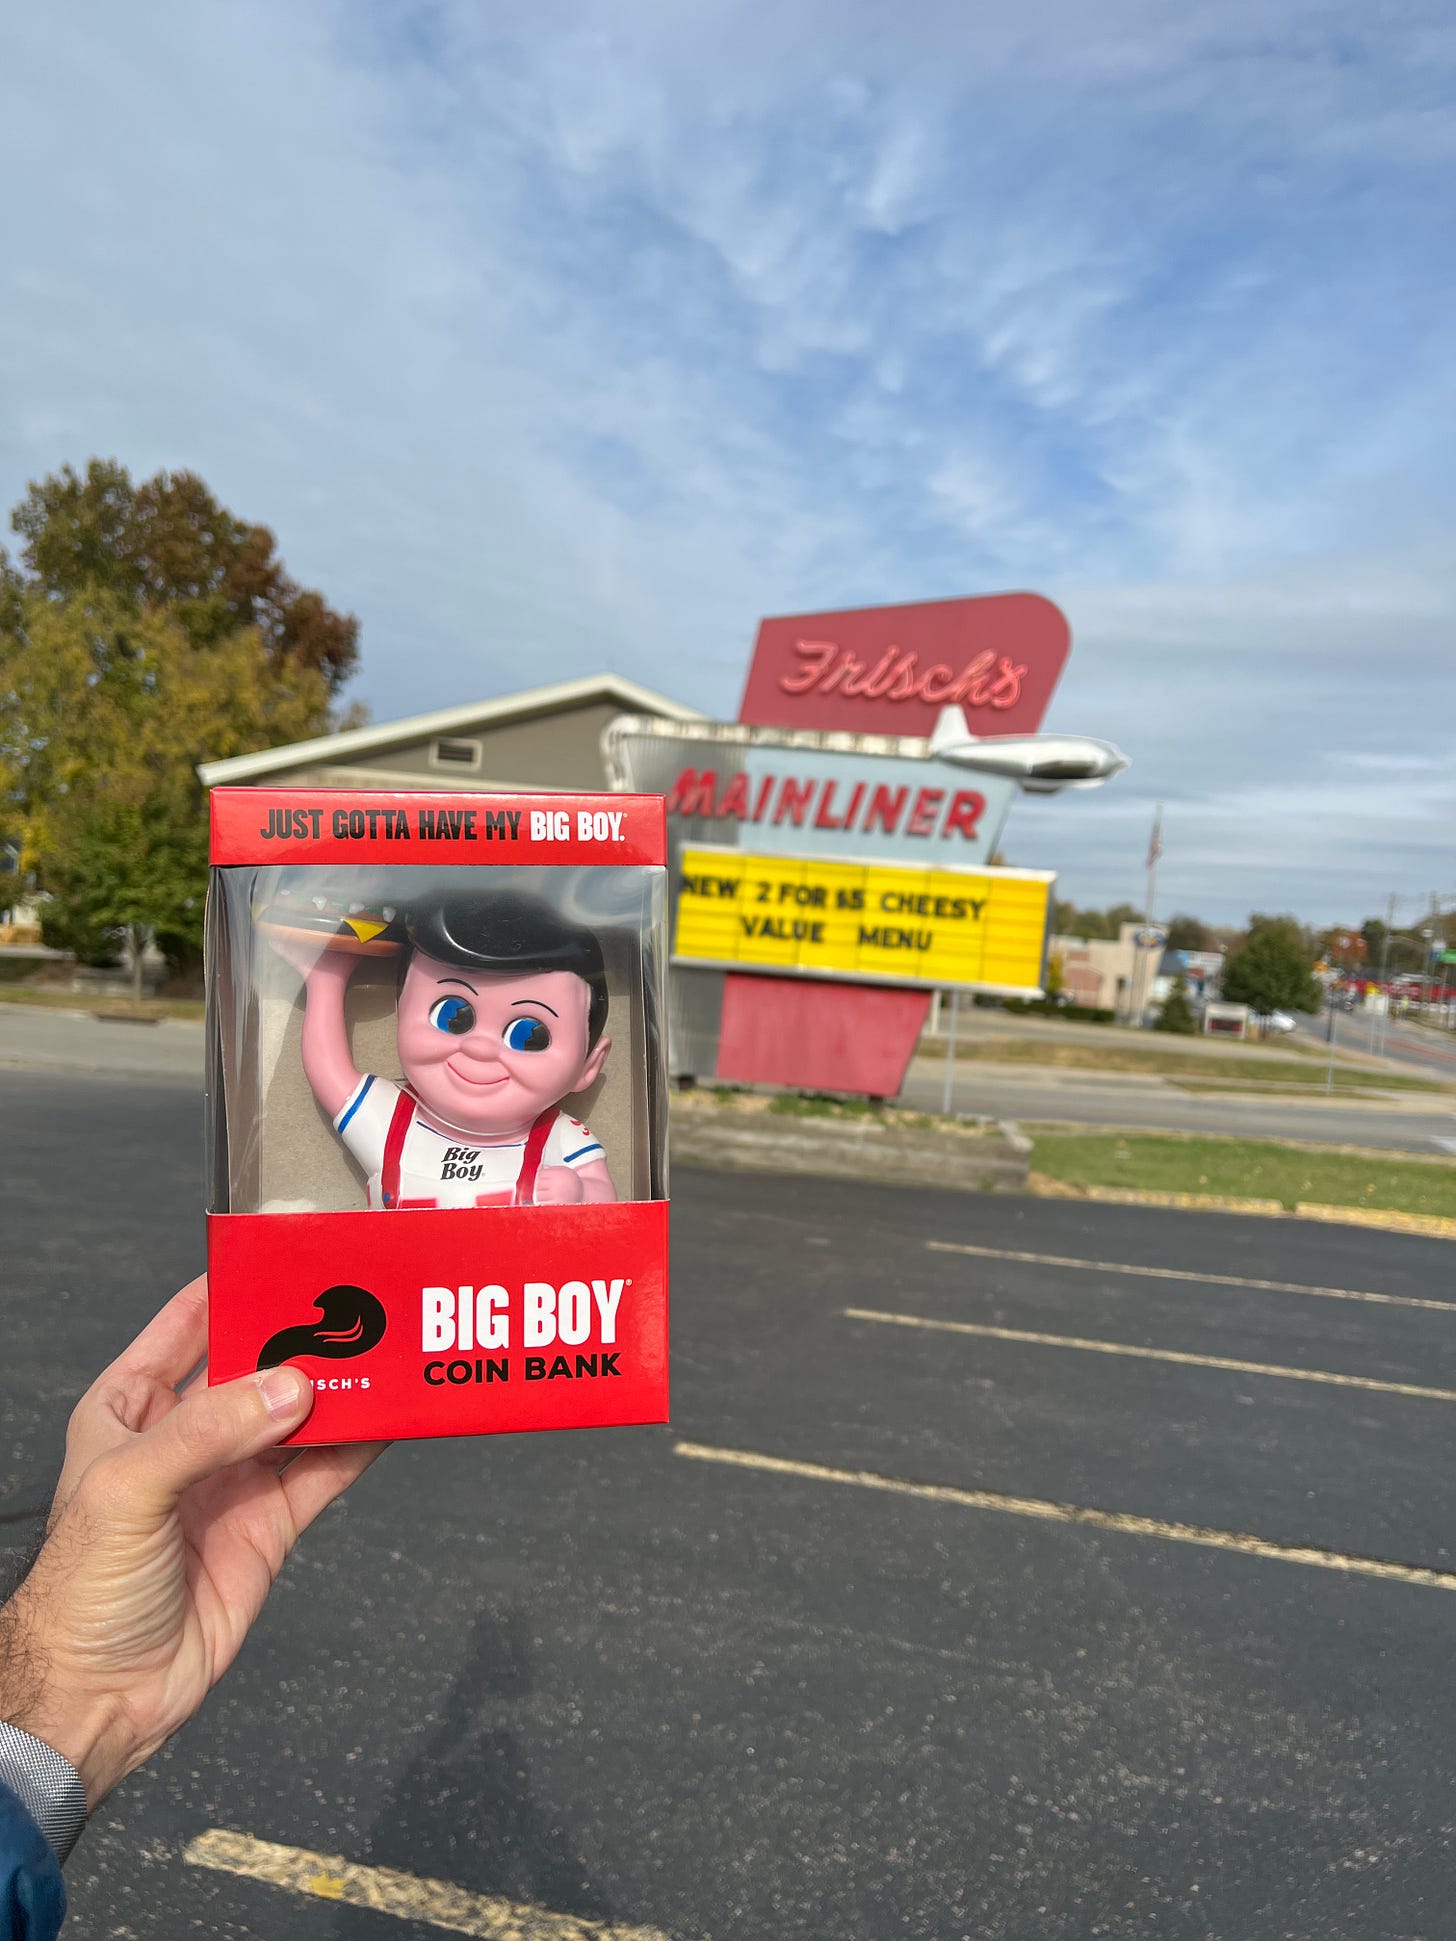 Frisch's
MAINLINER
NEW 2 FOR $5 CHEESY
VALUE MENU
JUST GOTTA HAVE MY BIG BOY.
Big
Boy
BIG BOY®
COIN BANK
ISCH'S